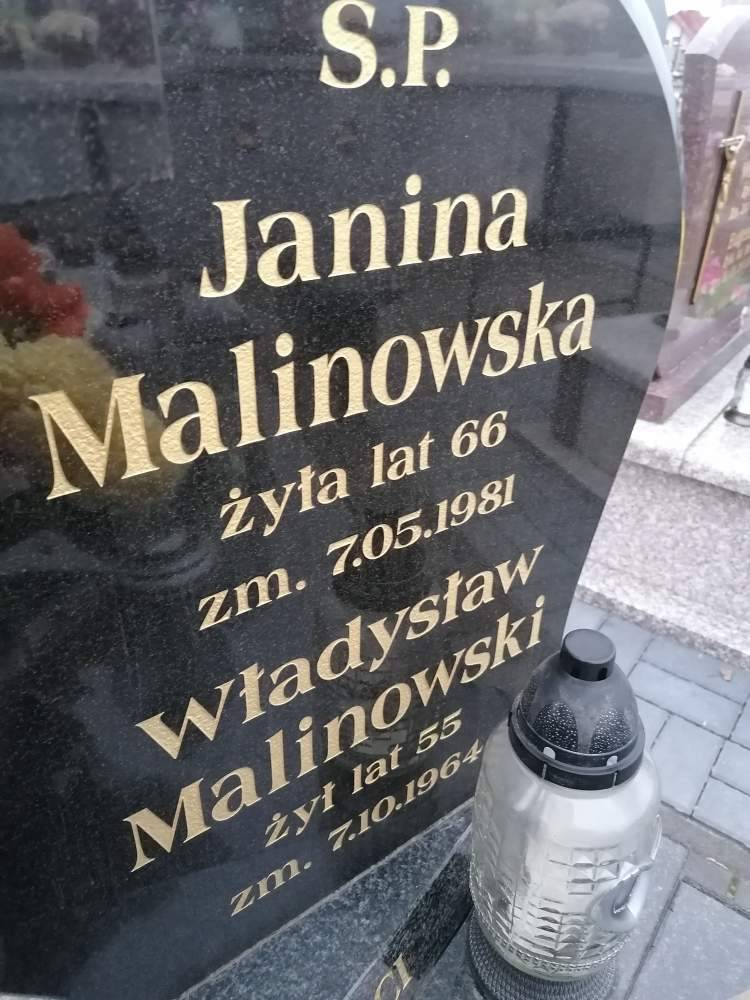 S.P.
Janina
Malinowska
żyła lat 66
zm. 7.05.1981
Władysław
Malinowski
żył lat 55
zm. 7.10.1964